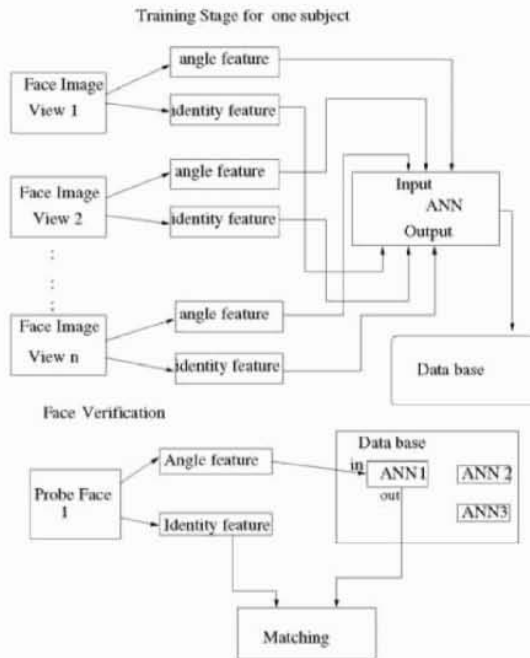 Training Stage for one subject
Face Image
View 1
angle feature
identity feature
Face Image
View 2
angle feature
identity feature
:
:
:
Face Image
View n
angle feature
identity feature
Input
ANN
Output
Data base
Face Verification
Probe Face
1
Angle feature
Identity feature
Data base
in
ANN1
out
ANN 2
ANN3
Matching